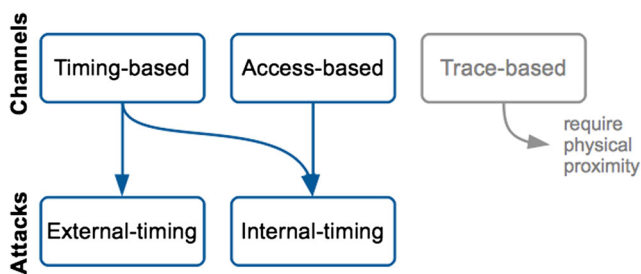 Channels
Timing-based
Access-based
Trace-based
require
physical
proximity
Attacks
External-timing
Internal-timing